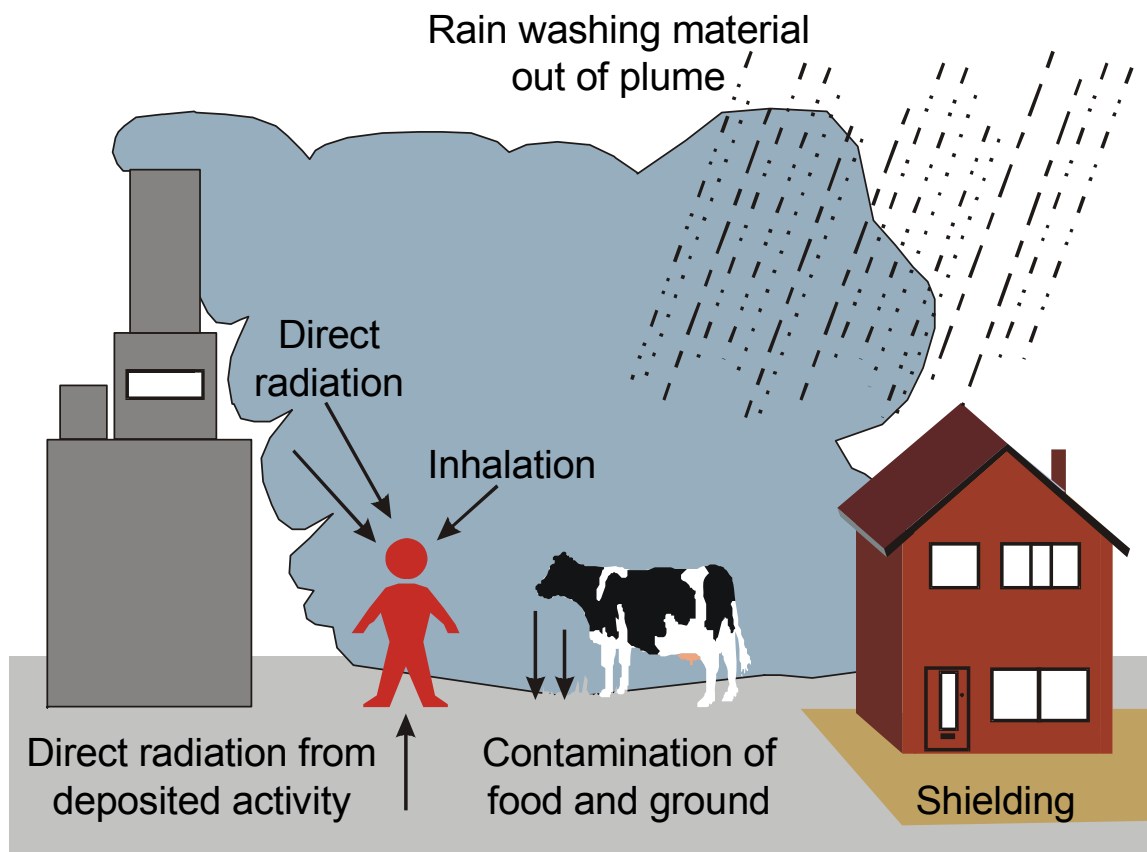 Rain washing material
out of plume
Direct
radiation
Inhalation
Direct radiation from
deposited activity
Contamination of
food and ground
Shielding